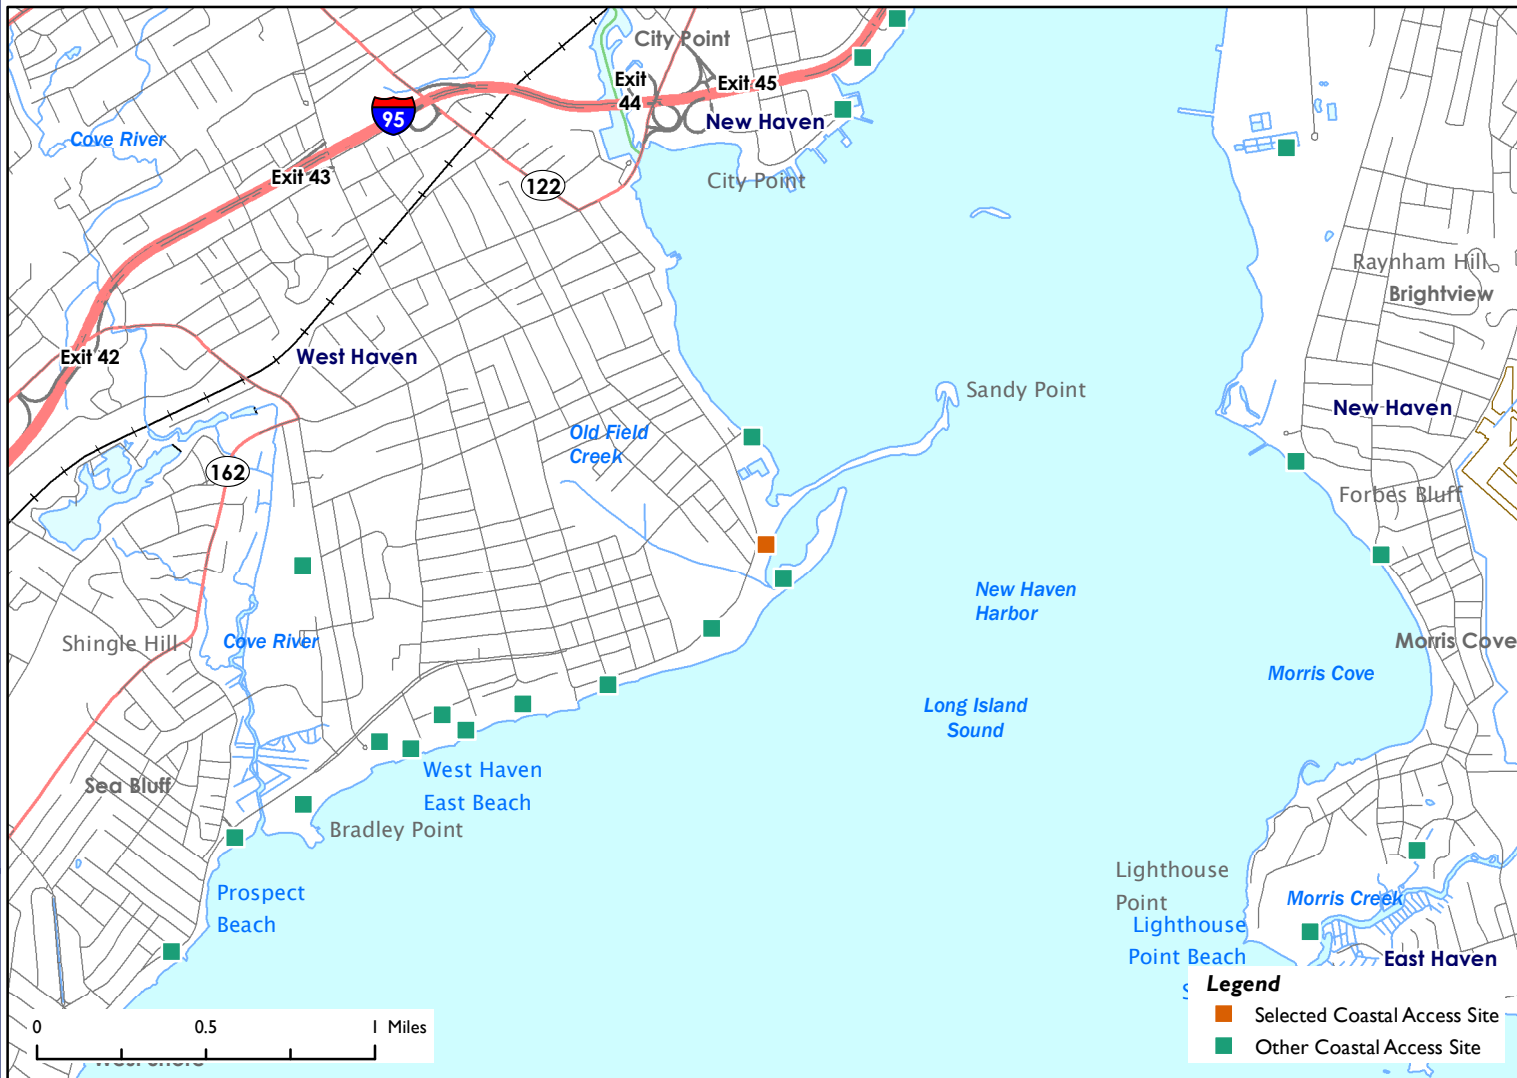 City Point
Exit
44
Exit 45
95
New Haven
Cove River
Exit 43
122
City Point
Raynham Hill
Brightview
Exit 42
West Haven
Sandy Point
New Haven
Old Field
Creek
162
Forbes Bluff
New Haven
Harbor
Shingle Hill
Cove River
Morris Cove
Morris Cove
Long Island
Sound
West Haven
East Beach
Sea Bluff
Bradley Point
Lighthouse
Point
Prospect
Beach
Morris Creek
Lighthouse
Point Beach
East Haven
Legend
Selected Coastal Access Site
Other Coastal Access Site
0 0.5 1 Miles